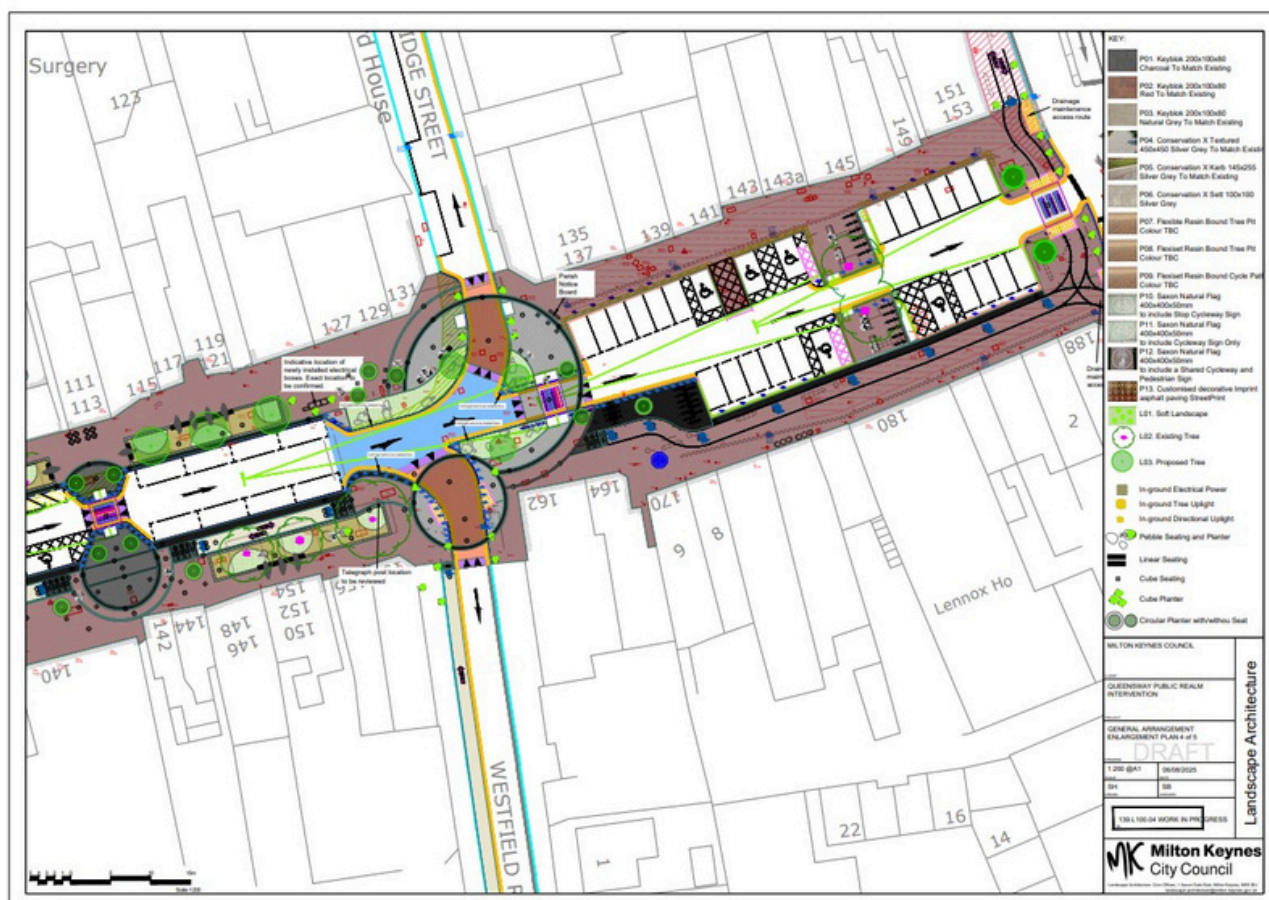 Surgery
123
d House
IDGE STREET
151
153
149
145
143 143a
141
139
135
137
131
129
127
119
121
117
115
111
113
Drainage
maintenance
access route
Parish
Notice
Board
Indicative location of
newly installed electrical
boxes. Exact location
be confirmed.
Telegraph post location
to be reviewed
188
180
170
164
162
154
152
150
148
146
144
142
140
2
6
8
Lennox Ho
WESTFIELD R
22
16
14
1
Scale 1:200
KEY:
P01. Keyblok 200x100x80
Charcoal To Match Existing
P02. Keyblok 200x100x80
Red To Match Existing
P03. Keyblok 200x100x80
Natural Grey To Match Existing
P04. Conservation X Textured
450x450 Silver Grey To Match Existin
P05. Conservation X Kerb 145x255
Silver Grey To Match Existing
P06. Conservation X Sett 100x100
Silver Grey
P07. Flexible Resin Bound Tree Pit
Colour TBC
P08. Flexiset Resin Bound Tree Pit
Colour TBC
P09. Flexiset Resin Bound Cycle Pat
Colour TBC
P10. Saxon Natural Flag
400x400x50mm
to include Stop Cycleway Sign
P11. Saxon Natural Flag
400x400x50mm
to include Cycleway Sign Only
P12. Saxon Natural Flag
400x400x50mm
to include a Shared Cycleway and
Pedestrian Sign
P13. Customised decorative Imprint
asphalt paving StreetPrint
L01. Soft Landscape
L02. Existing Tree
L03. Proposed Tree
In-ground Electrical Power
In-ground Tree Uplight
In-ground Directional Uplight
Pebble Seating and Planter
Linear Seating
Cube Seating
Cube Planter
Circular Planter with/withou Seat
MILTON KEYNES COUNCIL
QUEENSWAY PUBLIC REALM
INTERVENTION
GENERAL ARRANGEMENT
ENLARGEMENT PLAN 4 of 5
DRAFT
1:200 @A1
06/08/2025
SH
SB
139.L100.04 WORK IN PROGRESS
Landscape Architecture
MK Milton Keynes
City Council